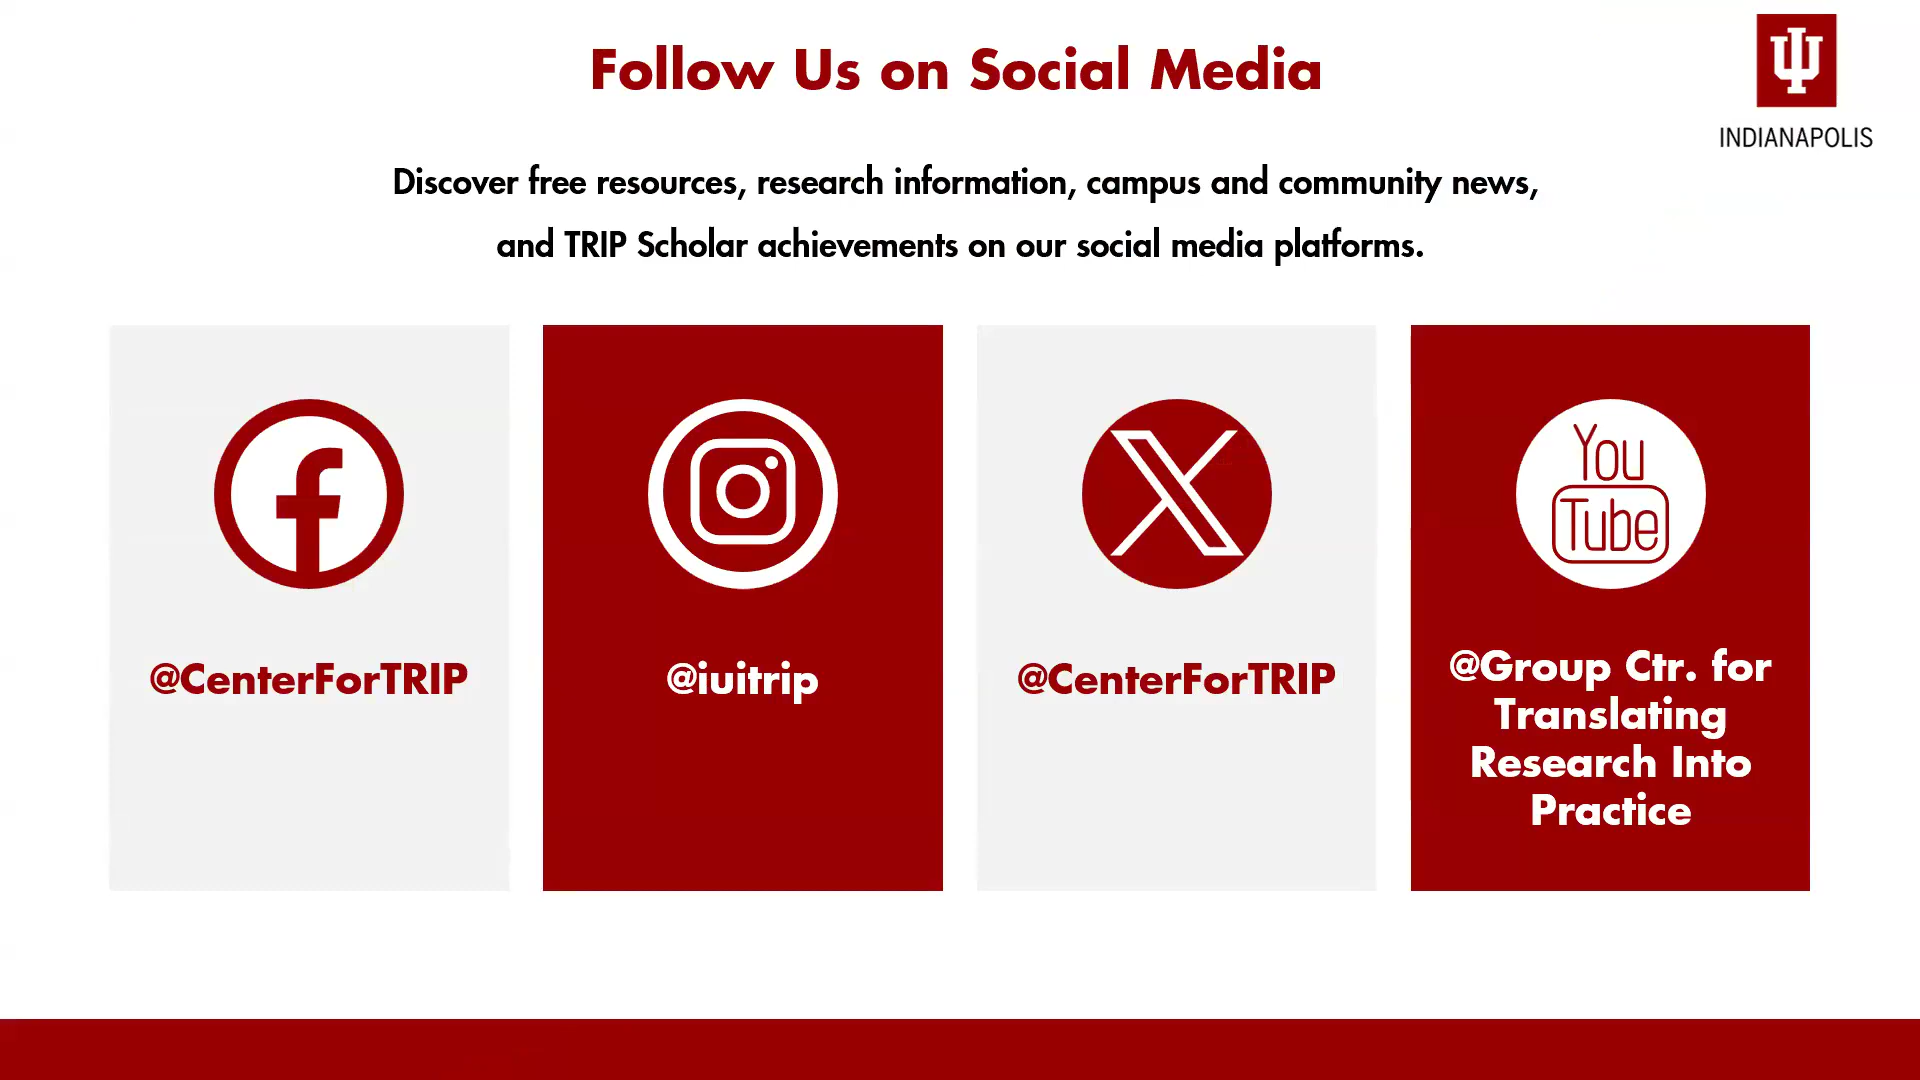 Follow Us on Social Media
INDIANAPOLIS
Discover free resources, research information, campus and community news,
and TRIP Scholar achievements on our social media platforms.
You
Tube
@CenterForTRIP
@iuitrip
@CenterForTRIP
@Group Ctr. for
Translating
Research Into
Practice